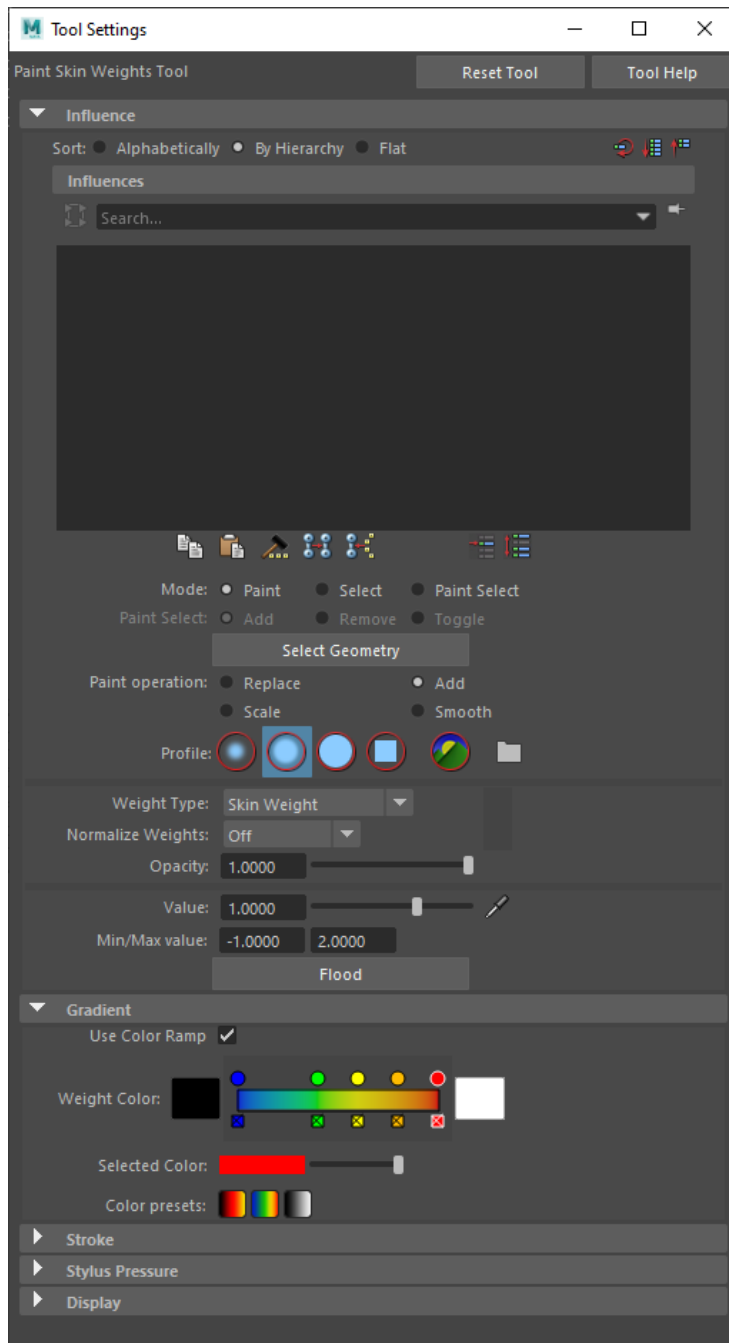 M Tool Settings
Paint Skin Weights Tool Reset Tool Tool Help
Influence
Sort: Alphabetically By Hierarchy Flat
Influences
Search...
Mode: Paint Select Paint Select
Paint Select: Add Remove Toggle
Select Geometry
Paint operation: Replace Add
Scale Smooth
Profile:
Weight Type: Skin Weight
Normalize Weights: Off
Opacity: 1.0000
Value: 1.0000
Min/Max value: -1.0000 2.0000
Flood
Gradient
Use Color Ramp
Weight Color:
Selected Color:
Color presets:
Stroke
Stylus Pressure
Display